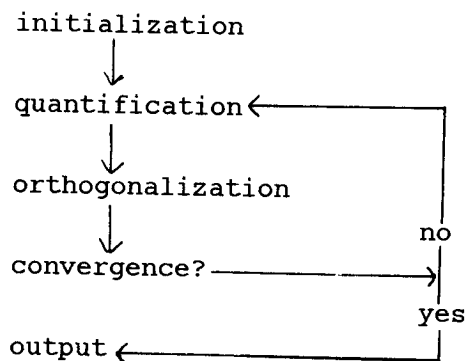 initialization
quantification
orthogonalization
no
convergence?
yes
output